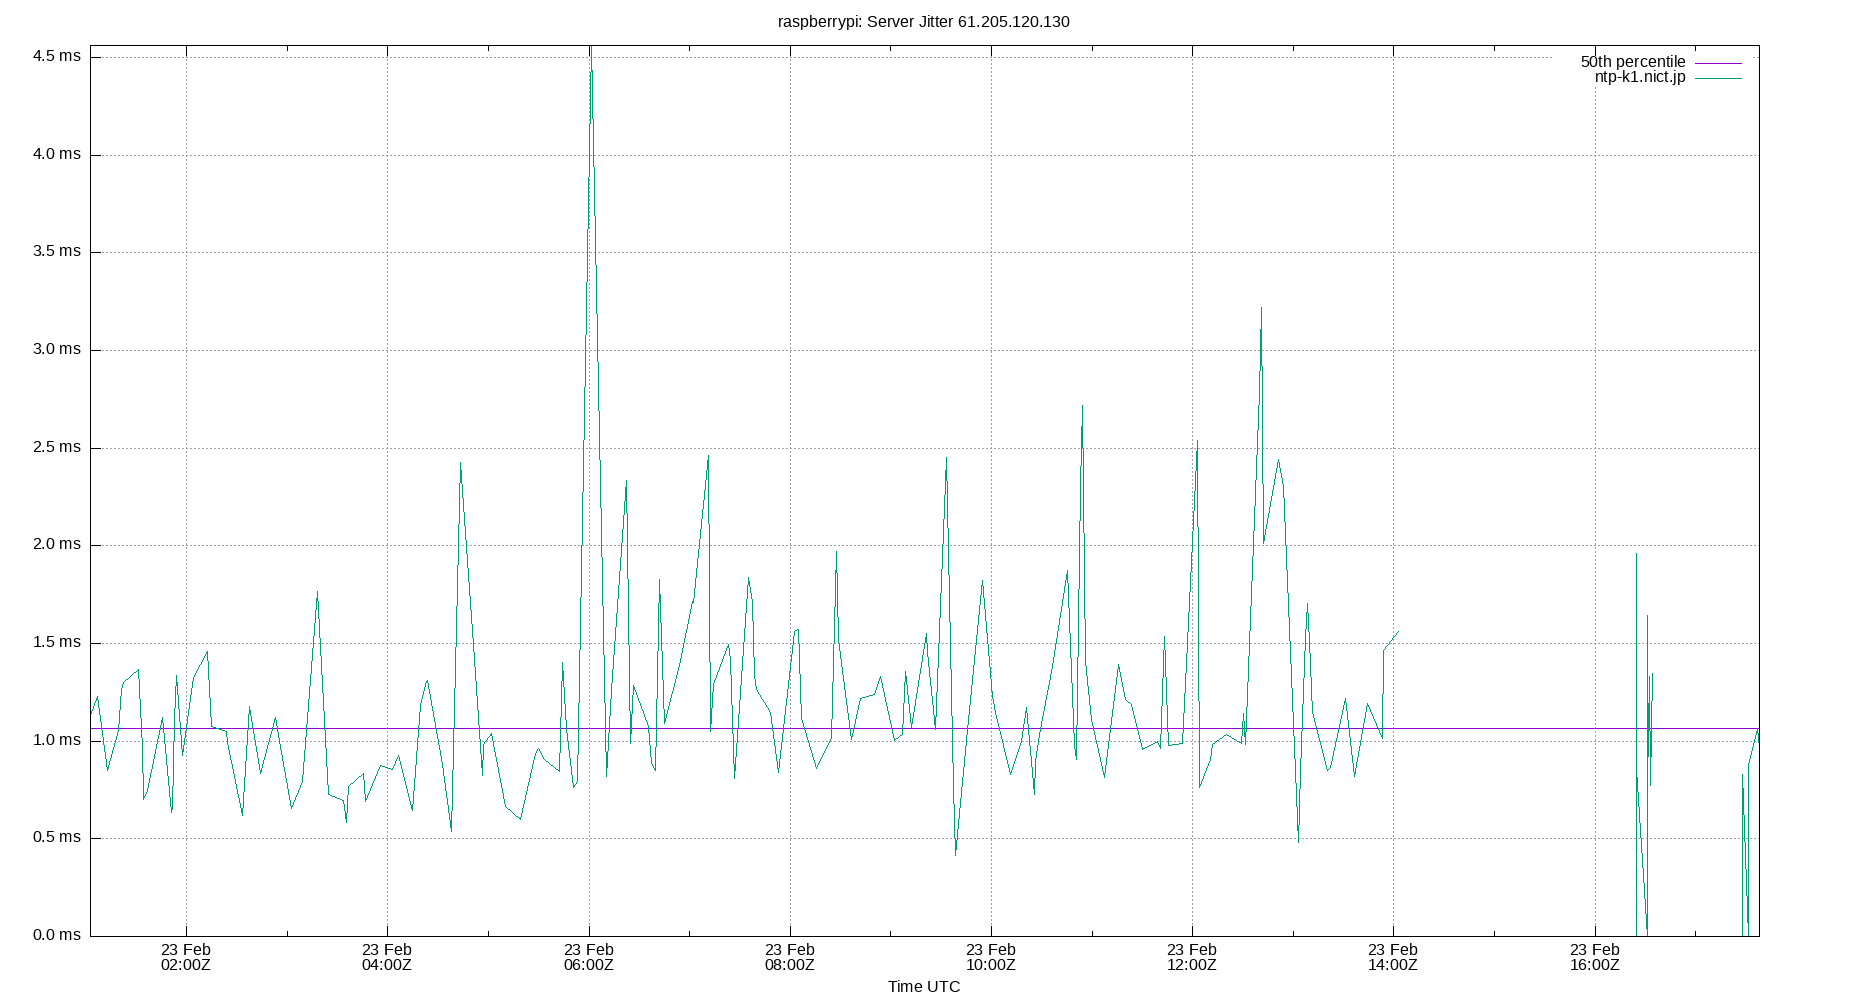 raspberrypi: Server Jitter 61.205.120.130
4.5 ms
50th percentile
ntp-k1.nict.jp
4.0 ms
3.5 ms
3.0 ms
2.5 ms
2.0 ms
1.5 ms
1.0 ms
0.5 ms
0.0 ms
23 Feb 23 Feb 23 Feb 23 Feb 23 Feb 23 Feb 23 Feb 23 Feb
02:00Z 04:00Z 06:00Z 08:00Z 10:00Z 12:00Z 14:00Z 16:00Z
Time UTC